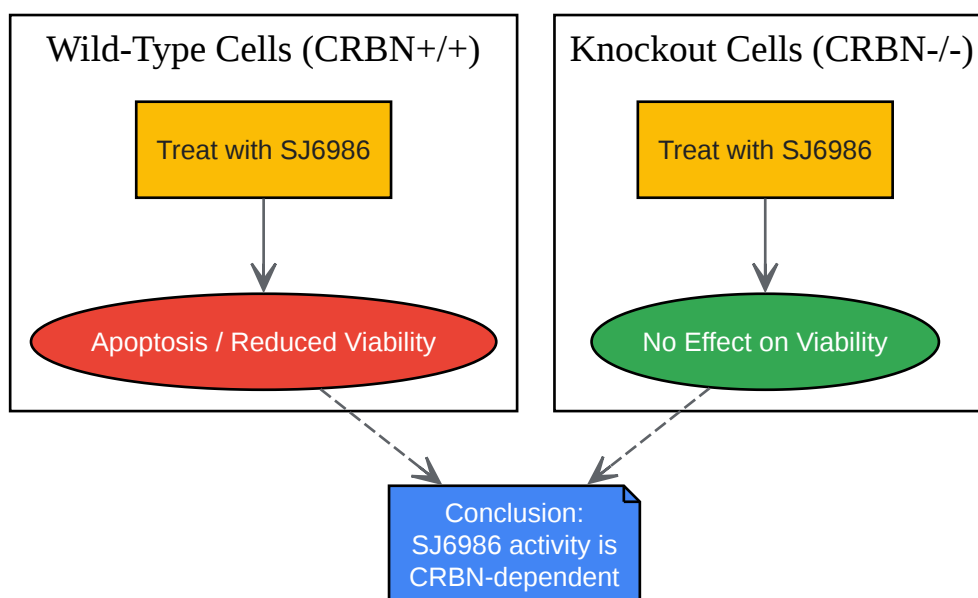 Wild-Type Cells (CRBN+/+)
Knockout Cells (CRBN-/-)
Treat with SJ6986
Treat with SJ6986
Apoptosis / Reduced Viability
No Effect on Viability
Conclusion:
SJ6986 activity is
CRBN-dependent